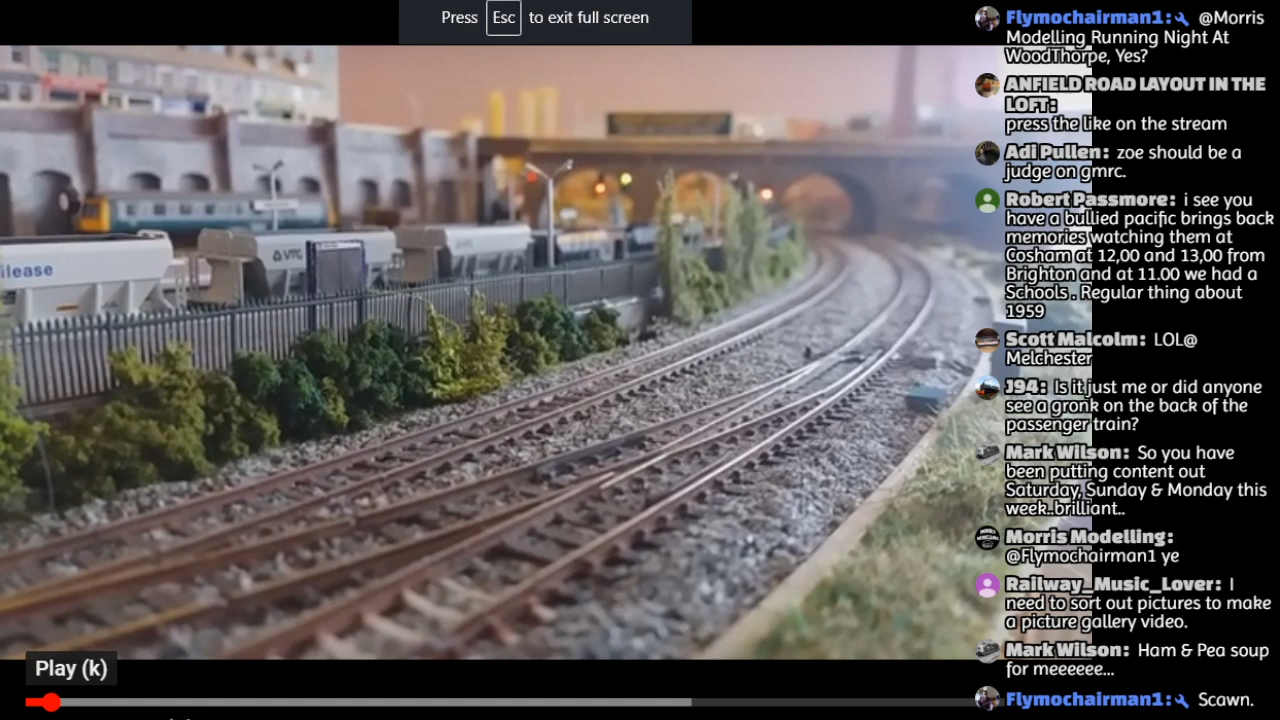 Press Esc to exit full screen
ilease
VTG
Play (k)
Flymochairman1: @Morris
Modelling Running Night At
WoodThorpe, Yes?
ANFIELD ROAD LAYOUT IN THE
LOFT:
press the like on the stream
Adi Pullen: zoe should be a
judge on gmrc.
Robert Passmore: i see you
have a bullied pacific brings back
memories watching them at
Cosham at 12,00 and 13,00 from
Brighton and at 11.00 we had a
Schools . Regular thing about
1959
Scott Malcolm: LOL@
Melchester
J94: Is it just me or did anyone
see a gronk on the back of the
passenger train?
Mark Wilson: So you have
been putting content out
Saturday, Sunday & Monday this
week..brilliant..
Morris Modelling:
@Flymochairman1 ye
Railway_Music_Lover: I
need to sort out pictures to make
a picture gallery video.
Mark Wilson: Ham & Pea soup
for meeeeee...
Flymochairman1: Scawn.